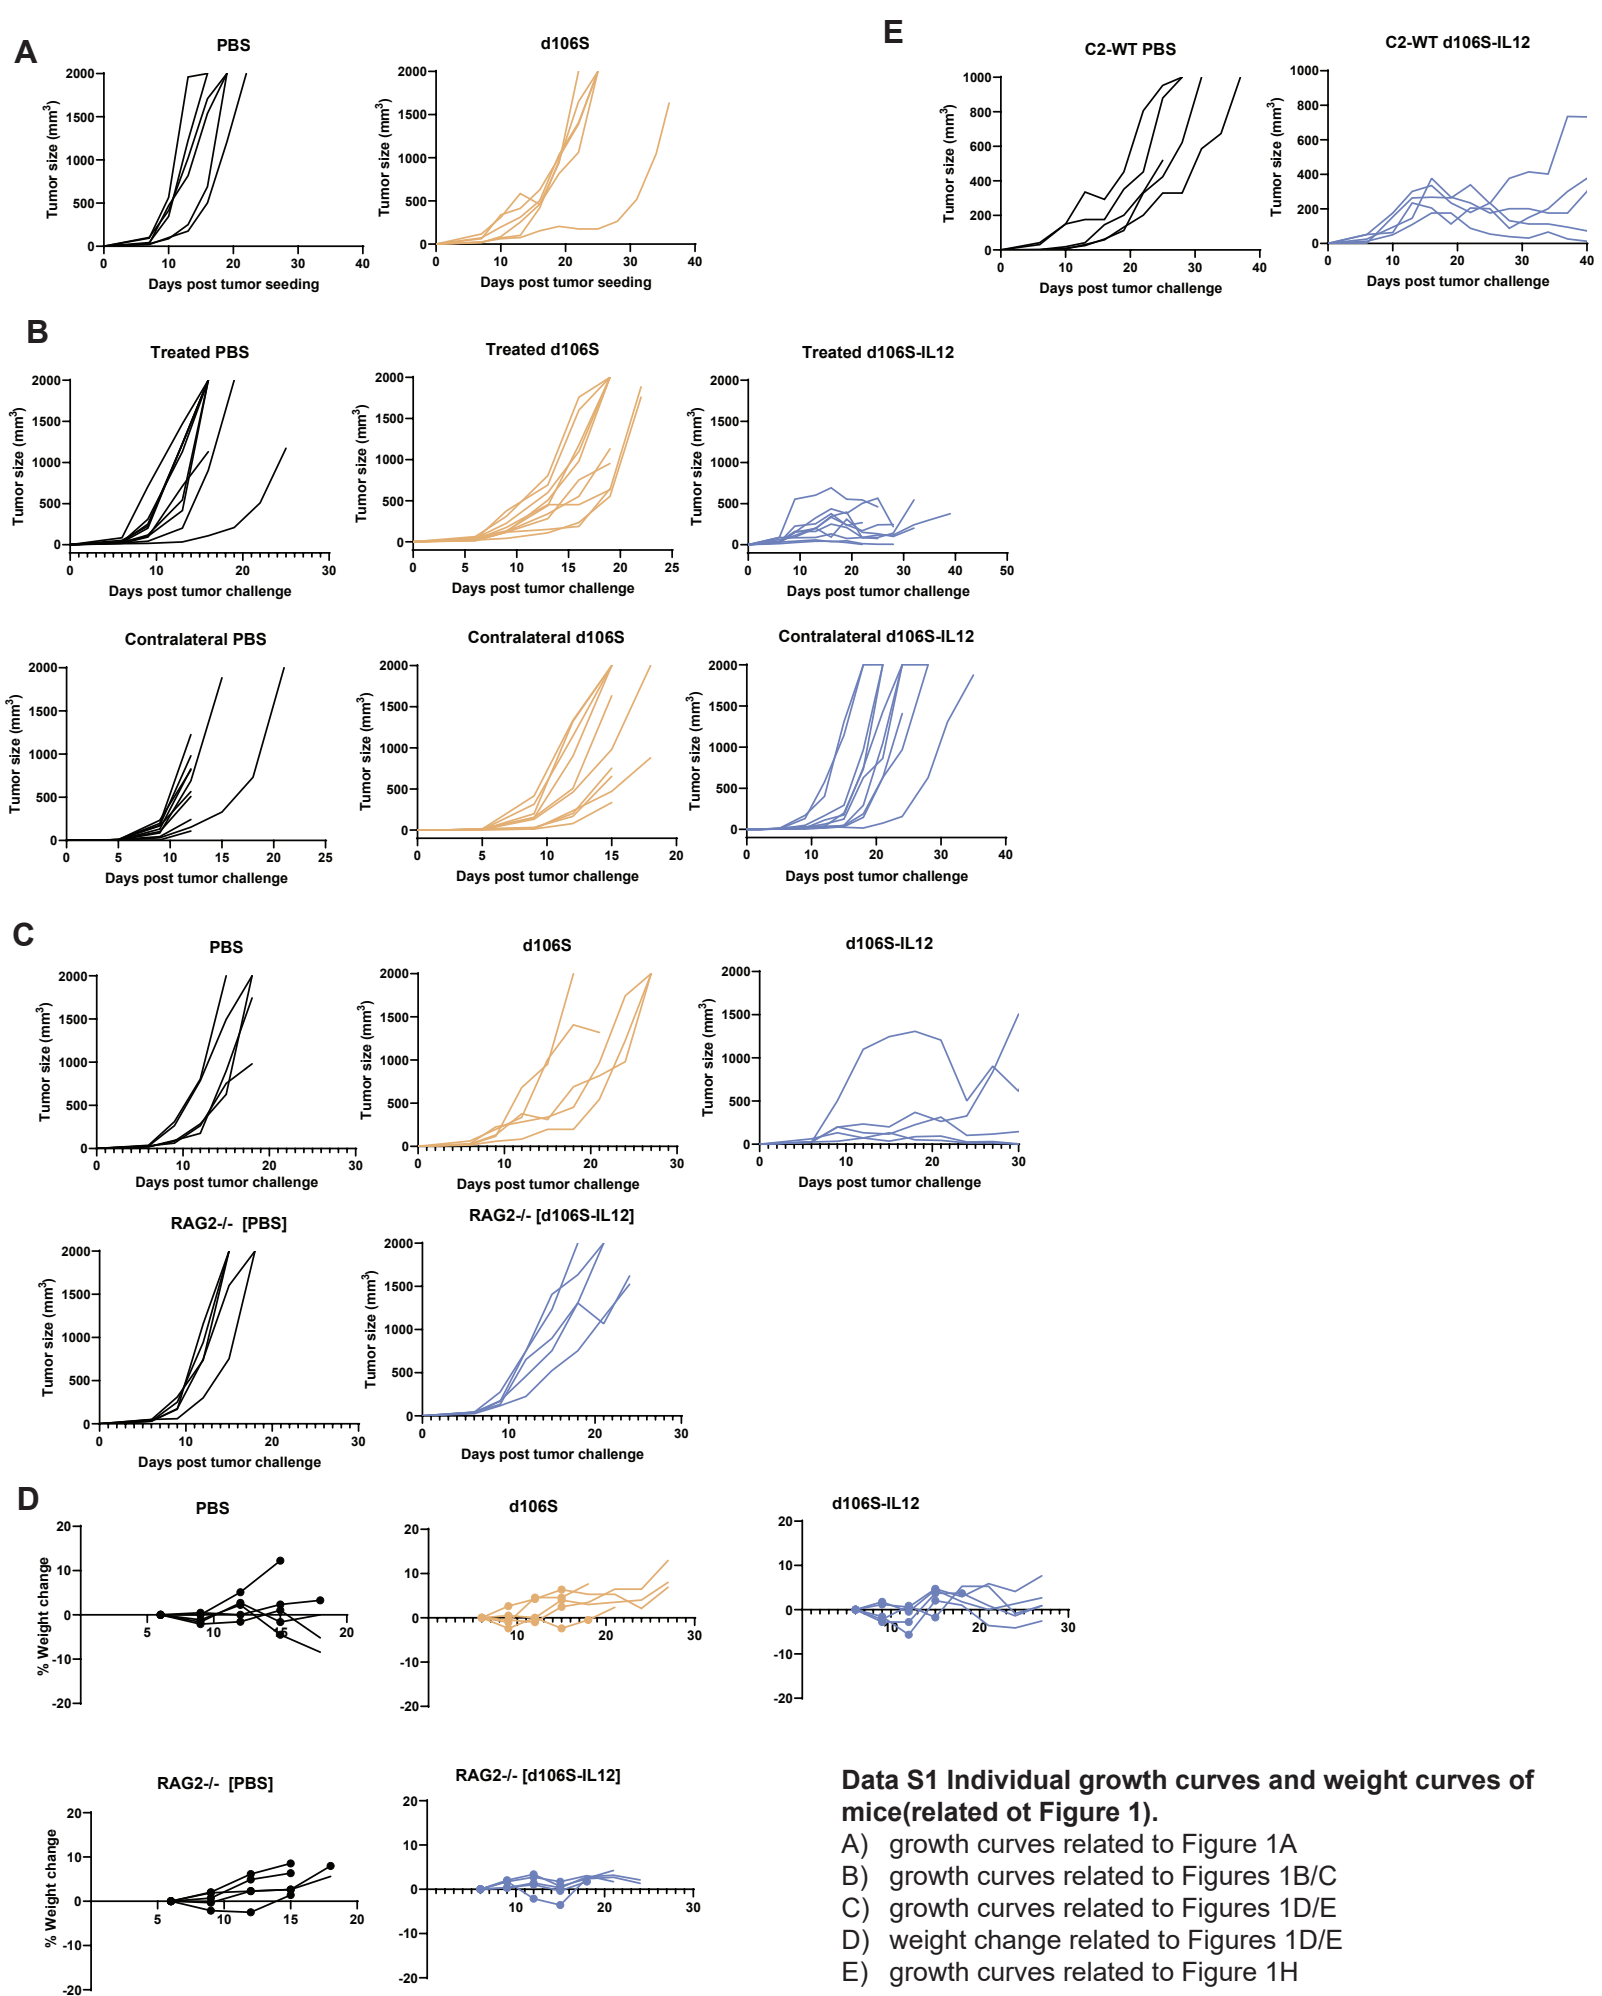 A
PBS
Tumor size (mm3)
2000
1500
1000
500
0
0 10 20 30 40
Days post tumor seeding
d106S
Tumor size (mm3)
2000
1500
1000
500
0
0 10 20 30 40
Days post tumor seeding
E
C2-WT PBS
Tumor size (mm3)
1000
800
600
400
200
0
0 10 20 30 40
Days post tumor challenge
C2-WT d106S-IL12
Tumor size (mm3)
1000
800
600
400
200
0
0 10 20 30 40
Days post tumor challenge
B
Treated PBS
Tumor size (mm3)
2000
1500
1000
500
0
0 10 20 30
Days post tumor challenge
Treated d106S
Tumor size (mm3)
2000
1500
1000
500
0
0 5 10 15 20 25
Days post tumor challenge
Treated d106S-IL12
Tumor size (mm3)
2000
1500
1000
500
0
0 10 20 30 40 50
Days post tumor challenge
Contralateral PBS
Tumor size (mm3)
2000
1500
1000
500
0
0 5 10 15 20 25
Days post tumor challenge
Contralateral d106S
Tumor size (mm3)
2000
1500
1000
500
0
0 5 10 15 20
Days post tumor challenge
Contralateral d106S-IL12
Tumor size (mm3)
2000
1500
1000
500
0
0 10 20 30 40
Days post tumor challenge
C
PBS
Tumor size (mm3)
2000
1500
1000
500
0
0 10 20 30
Days post tumor challenge
d106S
Tumor size (mm3)
2000
1500
1000
500
0
0 10 20 30
Days post tumor challenge
d106S-IL12
Tumor size (mm3)
2000
1500
1000
500
0
0 10 20 30
Days post tumor challenge
RAG2-/- [PBS]
Tumor size (mm3)
2000
1500
1000
500
0
0 10 20 30
Days post tumor challenge
RAG2-/- [d106S-IL12]
Tumor size (mm3)
2000
1500
1000
500
0
0 10 20 30
Days post tumor challenge
D
PBS
% Weight change
20
10
0
-10
-20
5 10 15 20
d106S
20
10
0
-10
-20
10 20 30
d106S-IL12
20
10
0
-10
-20
10 20 30
RAG2-/- [PBS]
% Weight change
20
10
0
-10
-20
5 10 15 20
RAG2-/- [d106S-IL12]
20
10
0
-10
-20
10 20 30
Data S1 Individual growth curves and weight curves of
mice(related ot Figure 1).
A) growth curves related to Figure 1A
B) growth curves related to Figures 1B/C
C) growth curves related to Figures 1D/E
D) weight change related to Figures 1D/E
E) growth curves related to Figure 1H